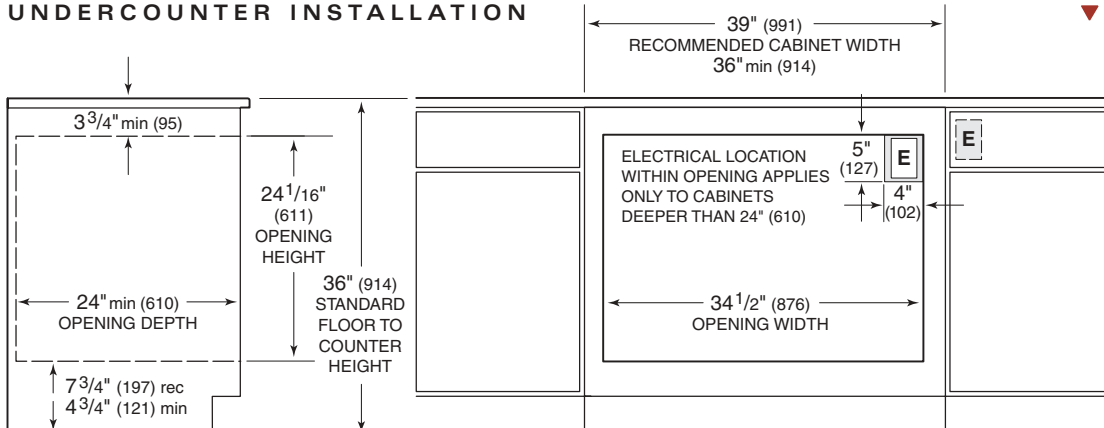 UNDERCOUNTER INSTALLATION
39" (991)
RECOMMENDED CABINET WIDTH
36" min (914)
3 3/4" min (95)
24 1/16"
(611)
OPENING
HEIGHT
24" min (610)
OPENING DEPTH
7 3/4" (197) rec
4 3/4" (121) min
36" (914)
STANDARD
FLOOR TO
COUNTER
HEIGHT
ELECTRICAL LOCATION
WITHIN OPENING APPLIES
ONLY TO CABINETS
DEEPER THAN 24" (610)
5"
(127)
E
4"
(102)
E
34 1/2" (876)
OPENING WIDTH